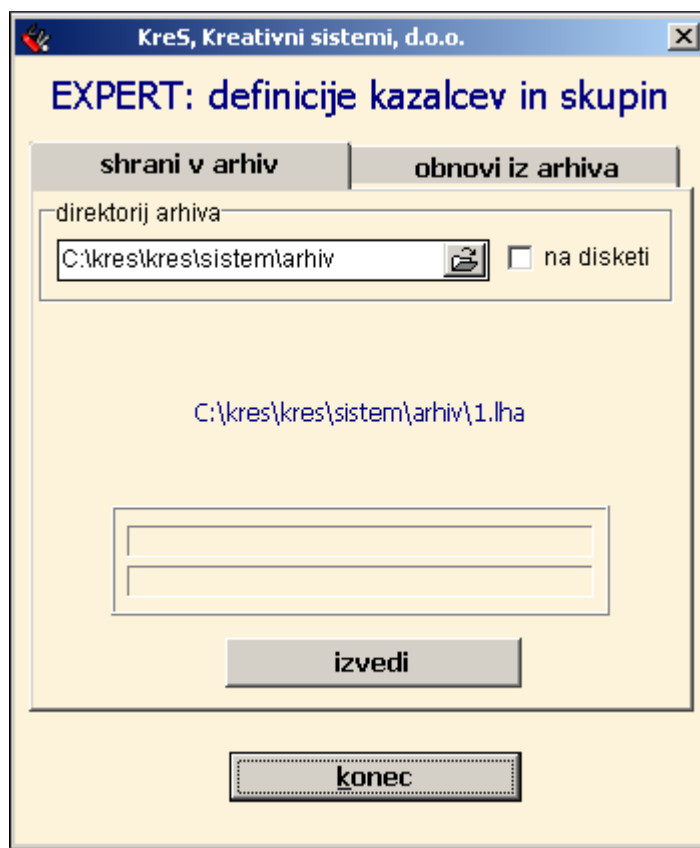 KreS, Kreativni sistemi, d.o.o.
EXPERT: definicije kazalcev in skupin
shrani v arhiv
obnovi iz arhiva
direktorij arhiva
C:\kres\kres\sistem\arhiv
na disketi
C:\kres\kres\sistem\arhiv\1.lha
izvedi
konec